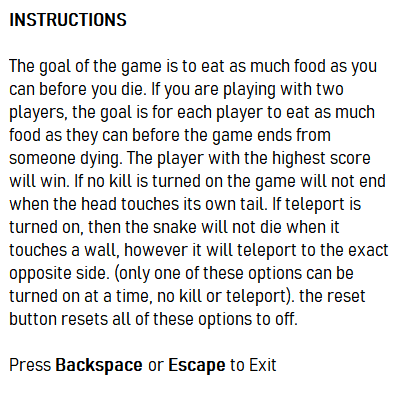 INSTRUCTIONS
The goal of the game is to eat as much food as you
can before you die. If you are playing with two
players, the goal is for each player to eat as much
food as they can before the game ends from
someone dying. The player with the highest score
will win. If no kill is turned on the game will not end
when the head touches its own tail. If teleport is
turned on, then the snake will not die when it
touches a wall, however it will teleport to the exact
opposite side. (only one of these options can be
turned on at a time, no kill or teleport). the reset
button resets all of these options to off.
Press Backspace or Escape to Exit